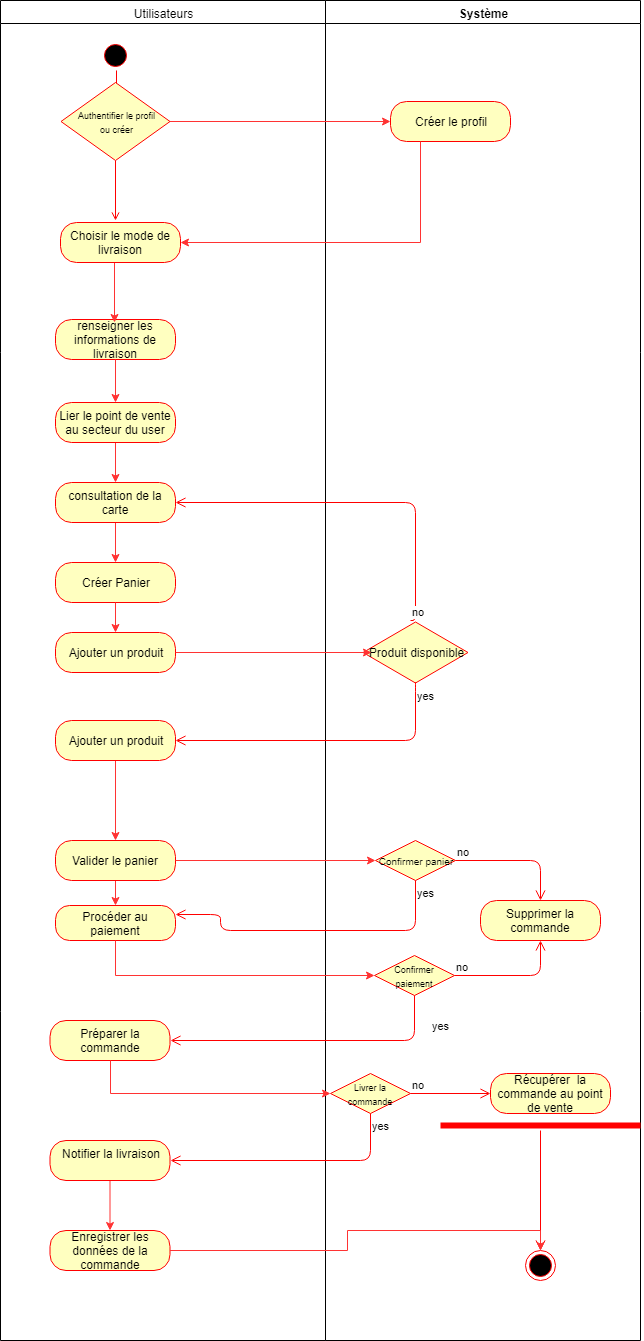 Utilisateurs
Système
Authentifier le profil
ou créer
Créer le profil
Choisir le mode de
livraison
renseigner les
informations de
livraison
Lier le point de vente
au secteur du user
consultation de la
carte
Créer Panier
no
Ajouter un produit
Produit disponible
yes
Ajouter un produit
Valider le panier
Confirmer panier
no
yes
Procéder au
paiement
Supprimer la
commande
Confirmer
paiement
no
yes
Préparer la
commande
Livrer la
commande
no
Récupérer la
commande au point
de vente
yes
Notifier la livraison
Enregistrer les
données de la
commande